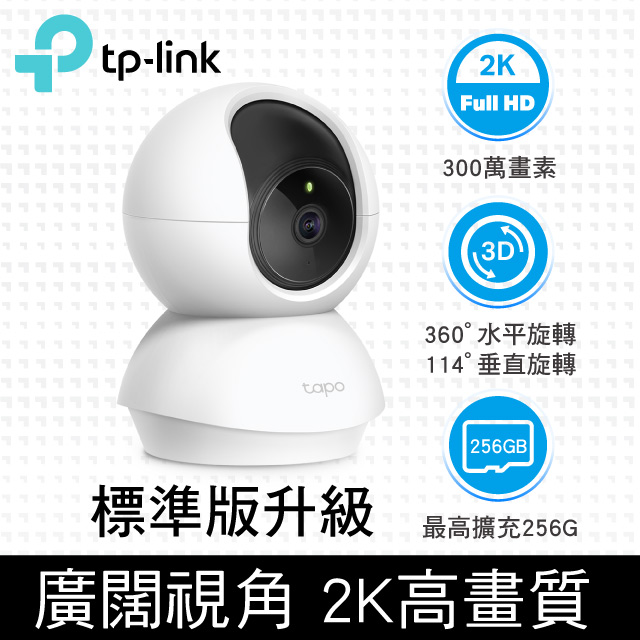 tp-link
2K
Full HD
300萬畫素
3D
360°水平旋轉
114°垂直旋轉
tapo
256GB
最高擴充256G
標準版升級
廣闊視角 2K高畫質